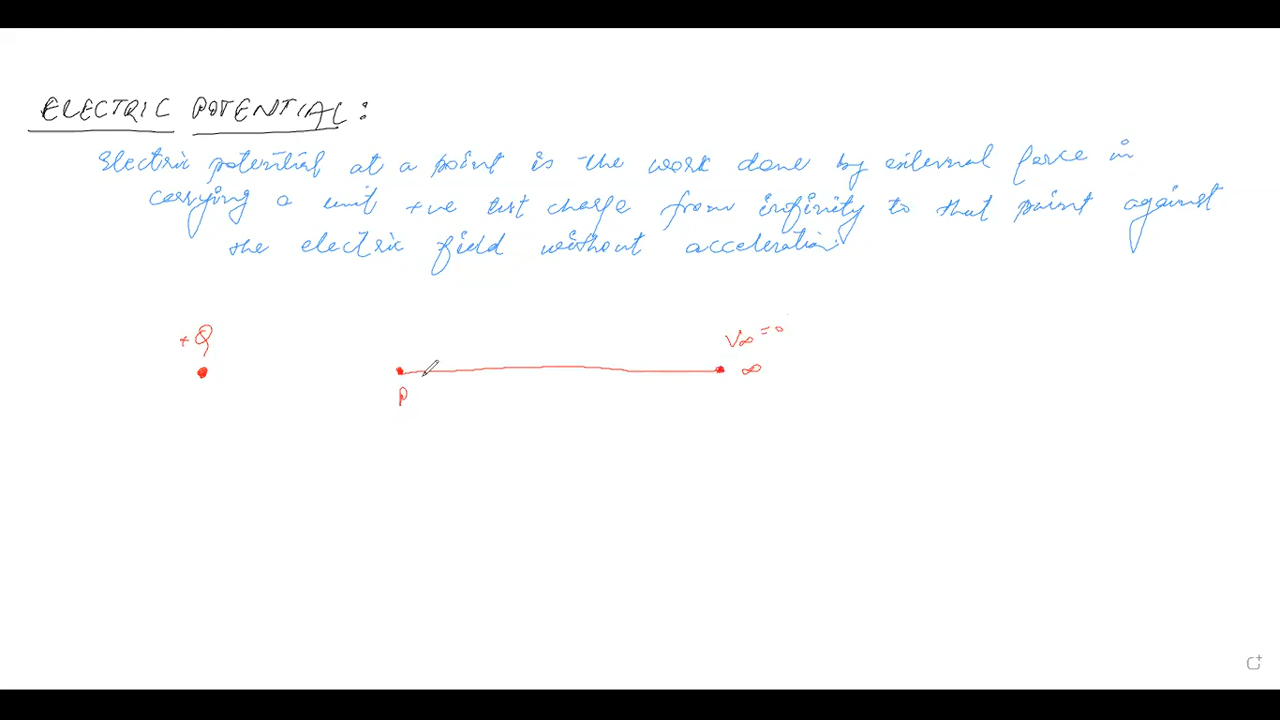 ELECTRIC POTENTIAL:
Electric potential at a point is the work done by external force in
carrying a unit +ve test charge from infinity to that point against
the electric field without acceleration.
+Q
V∞ = 0
∞
P